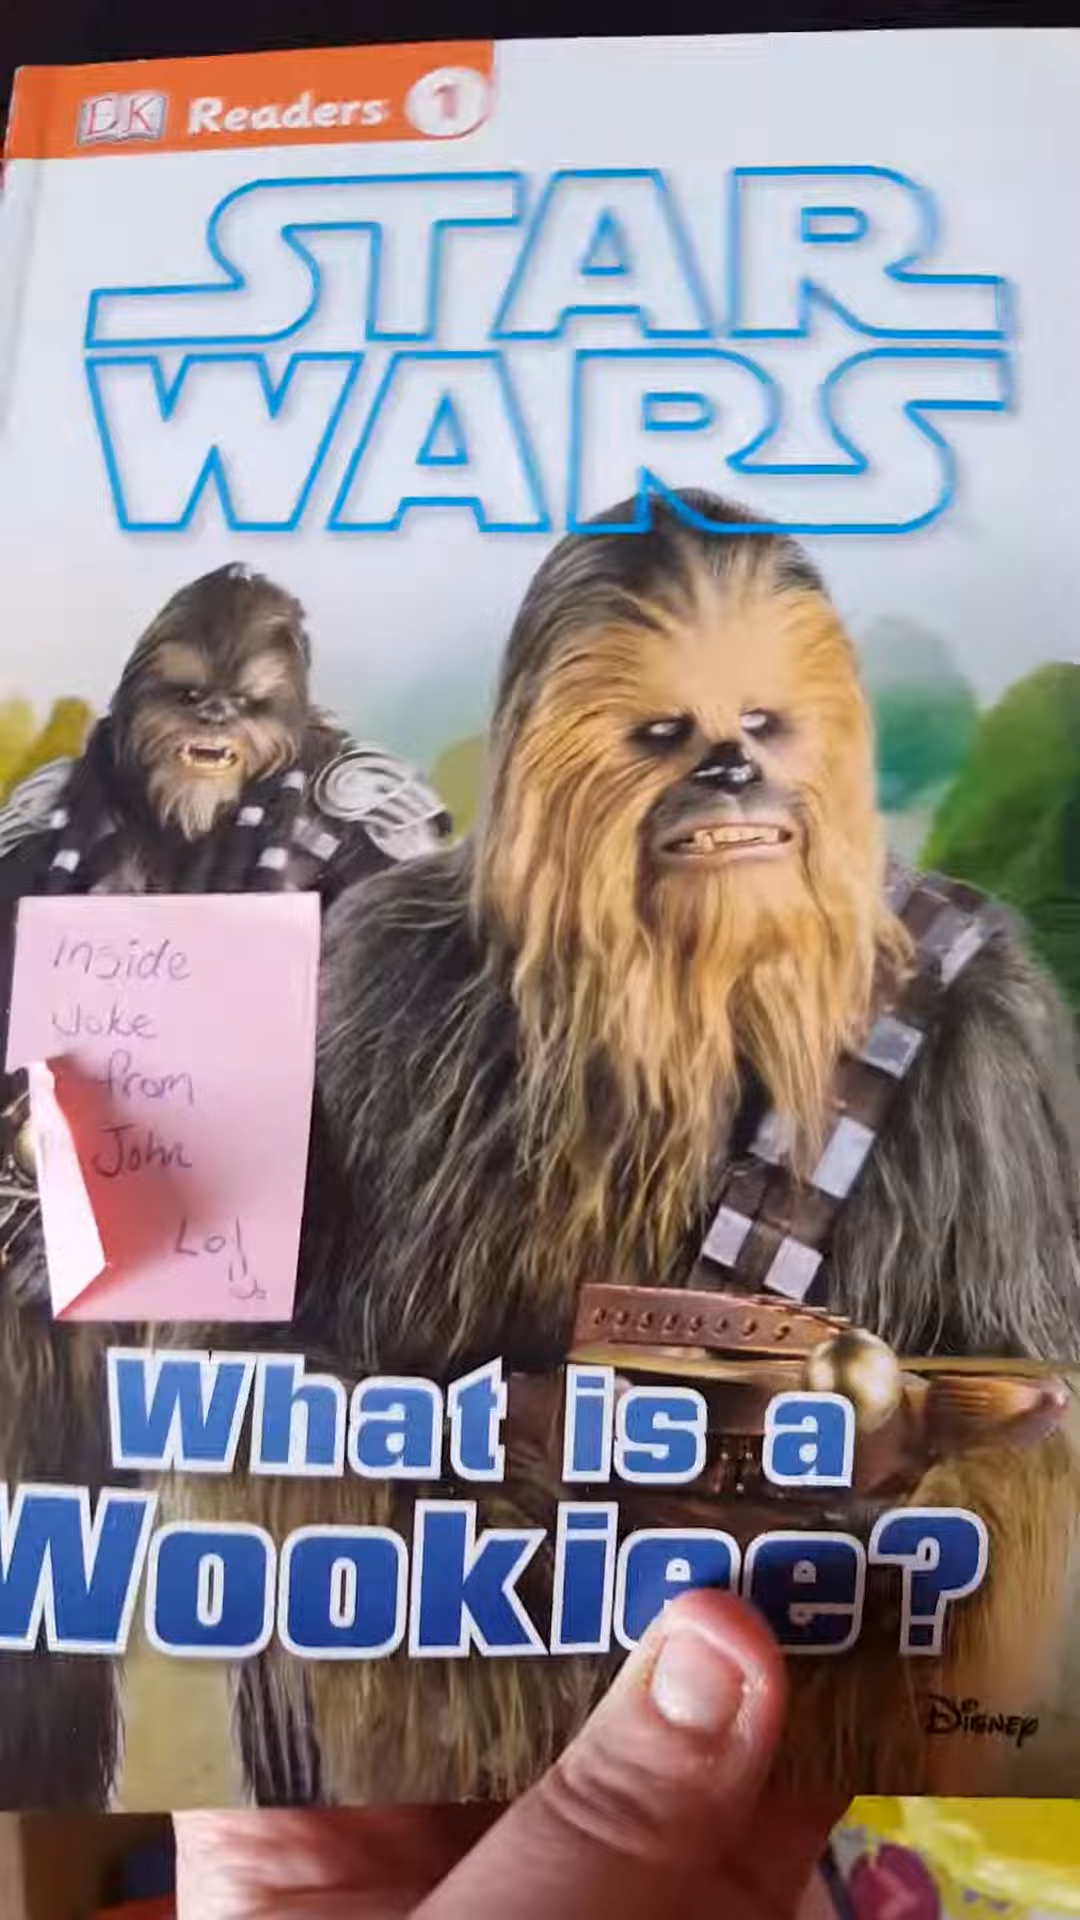 DK Readers 1
STAR
WARS
Inside
Joke
from
John
Lol
What is a
Wookiee?
Disney